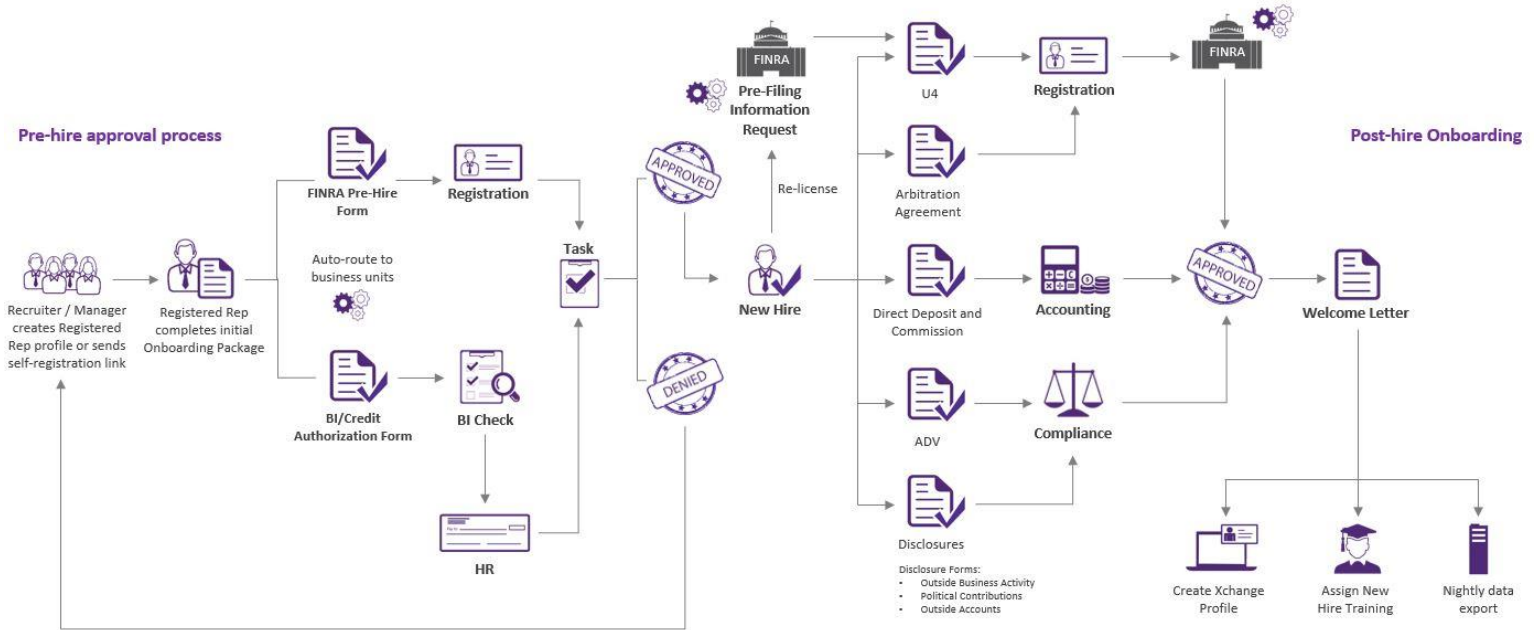 Pre-hire approval process
Recruiter / Manager
creates Registered
Rep profile or sends
self-registration link
Registered Rep
completes initial
Onboarding Package
FINRA Pre-Hire
Form
Registration
Auto-route to
business units
BI/Credit
Authorization Form
BI Check
HR
Task
APPROVED
DENIED
New Hire
Re-license
FINRA
Pre-Filing
Information
Request
U4
Arbitration
Agreement
Direct Deposit and
Commission
ADV
Disclosures
Disclosure Forms:
- Outside Business Activity
- Political Contributions
- Outside Accounts
Registration
Accounting
Compliance
FINRA
Post-hire Onboarding
APPROVED
Welcome Letter
Create Xchange
Profile
Assign New
Hire Training
Nightly data
export